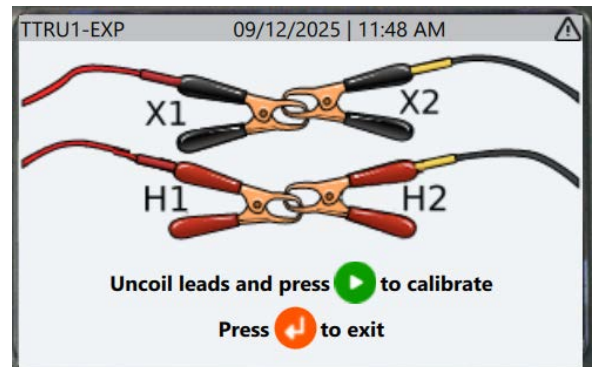 TTRU1-EXP 09/12/2025 | 11:48 AM
X1 X2
H1 H2
Uncoil leads and press to calibrate
Press to exit